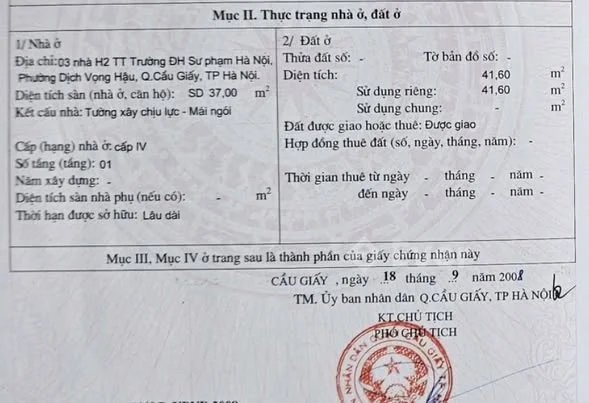 Mục II. Thực trạng nhà ở, đất ở
1/ Nhà ở
Địa chỉ:03 nhà H2 TT Trường ĐH Sư phạm Hà Nội,
Phường Dịch Vọng Hậu, Q.Cầu Giấy, TP Hà Nội.
Diện tích sàn (nhà ở, căn hộ): SD 37,00 m²
Kết cấu nhà: Tường xây chịu lực - Mái ngói
Cấp (hạng) nhà ở: cấp IV
Số tầng (tầng): 01
Năm xây dựng: -
Diện tích sàn nhà phụ (nếu có): - m²
Thời hạn được sở hữu: Lâu dài
2/ Đất ở
Thửa đất số: - Tờ bản đồ số: -
Diện tích: 41,60 m²
Sử dụng riêng: 41,60 m²
Sử dụng chung: - m²
Đất được giao hoặc thuê: Được giao
Hợp đồng thuê đất (số, ngày, tháng, năm): -
Thời gian thuê từ ngày - tháng - năm -
đến ngày - tháng - năm -
Mục III, Mục IV ở trang sau là thành phần của giấy chứng nhận này
CẦU GIẤY , ngày 18 tháng 9 năm 2008
TM. Ủy ban nhân dân Q.CẦU GIẤY, TP HÀ NỘI
KT.CHỦ TỊCH
PHÓ CHỦ TỊCH